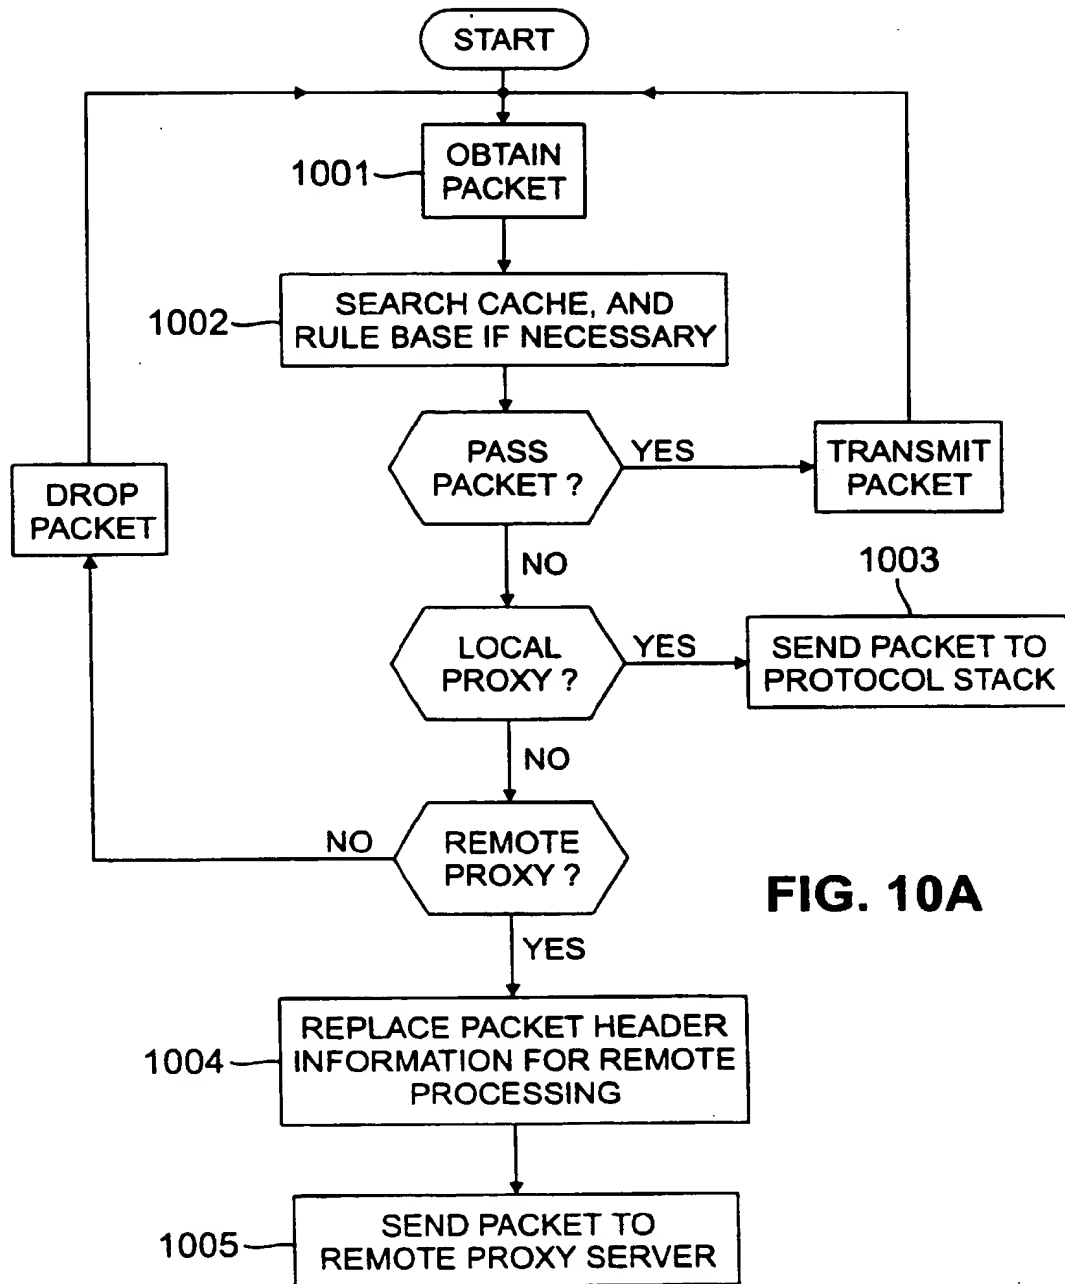 START
OBTAIN
PACKET
1001
SEARCH CACHE, AND
RULE BASE IF NECESSARY
1002
PASS
PACKET ?
YES
TRANSMIT
PACKET
DROP
PACKET
NO
1003
LOCAL
PROXY ?
YES
SEND PACKET TO
PROTOCOL STACK
NO
REMOTE
PROXY ?
NO
FIG. 10A
YES
REPLACE PACKET HEADER
INFORMATION FOR REMOTE
PROCESSING
1004
SEND PACKET TO
REMOTE PROXY SERVER
1005